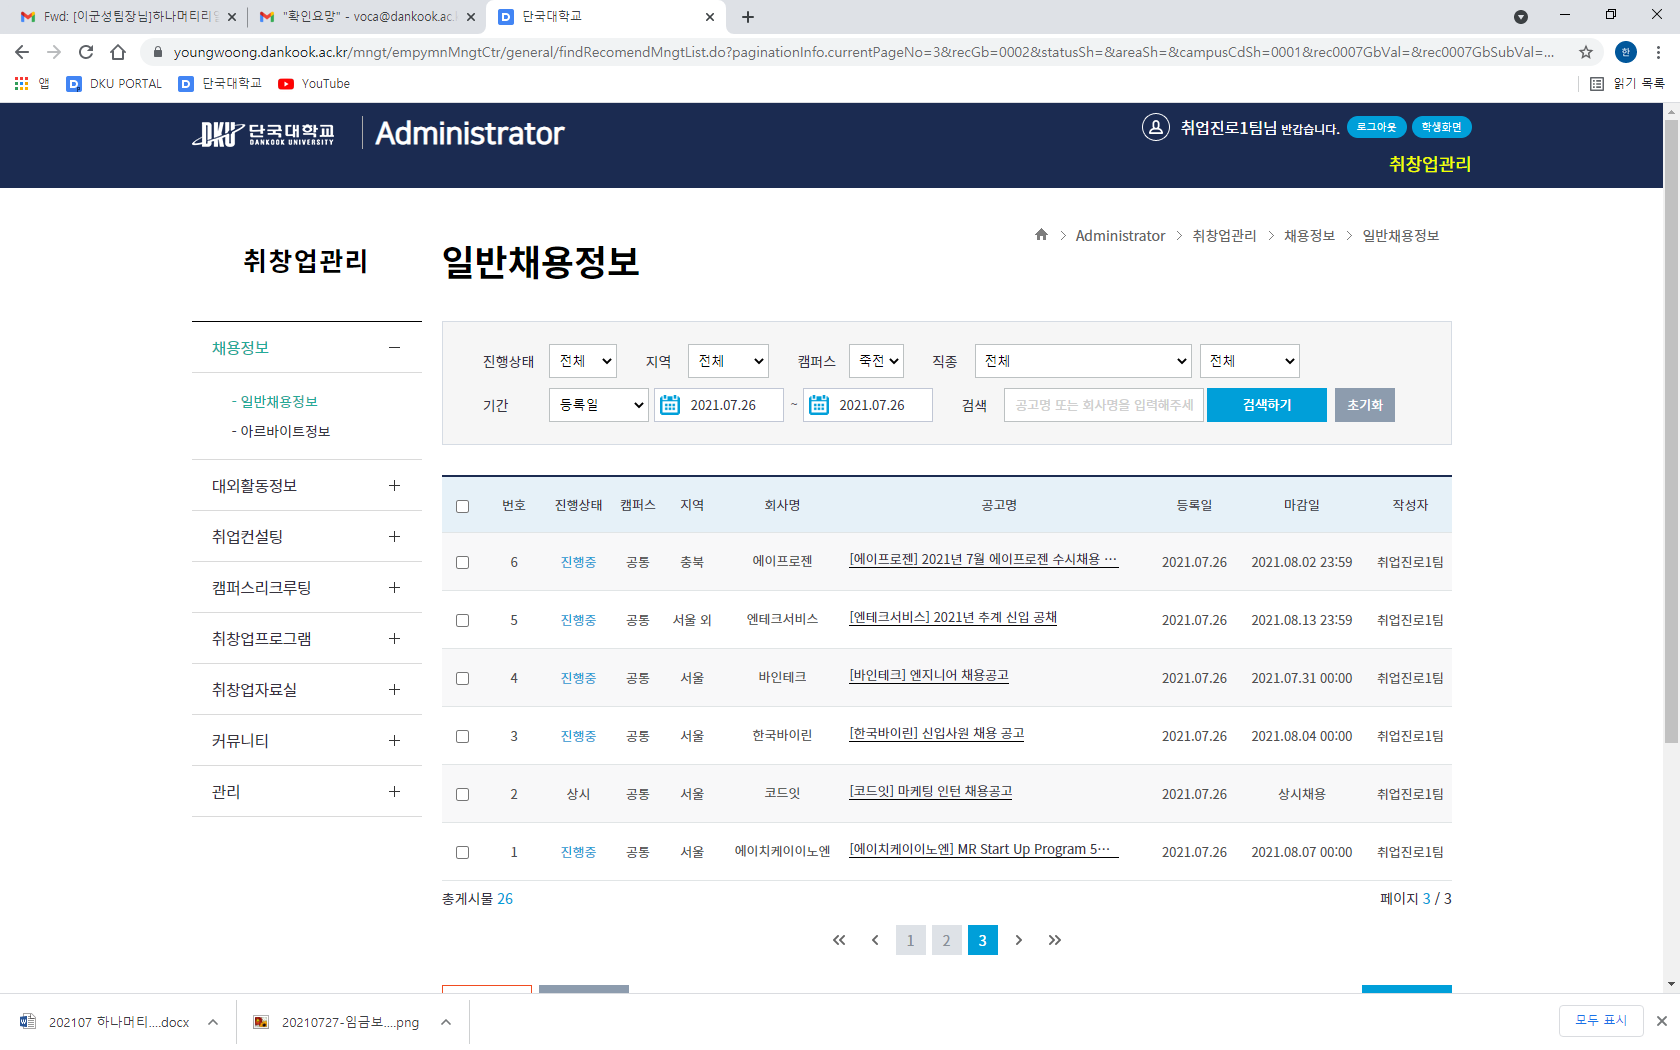 Fwd: [이군성팀장님]하나머티리얼
"확인요망" - voca@dankook.ac.
단국대학교
youngwoong.dankook.ac.kr/mngt/empymnMngtCtr/general/findRecomendMngtList.do?paginationInfo.currentPageNo=3&recGb=0002&statusSh=&areaSh=&campusCdSh=0001&rec0007GbVal=&rec0007GbSubVal=...
한
앱 DKU PORTAL 단국대학교 YouTube 읽기 목록
DKU 단국대학교 DANKOOK UNIVERSITY Administrator
취업진로1팀님 반갑습니다. 로그아웃 학생화면
취창업관리
Administrator > 취창업관리 > 채용정보 > 일반채용정보
취창업관리
채용정보
- 일반채용정보
- 아르바이트정보
대외활동정보
취업컨설팅
캠퍼스리크루팅
취창업프로그램
취창업자료실
커뮤니티
관리
일반채용정보
진행상태 전체 지역 전체 캠퍼스 죽전 직종 전체 전체
기간 등록일 2021.07.26 ~ 2021.07.26 검색 공고명 또는 회사명을 입력해주세 검색하기 초기화
번호 진행상태 캠퍼스 지역 회사명 공고명 등록일 마감일 작성자
6 진행중 공통 충북 에이프로젠 [에이프로젠] 2021년 7월 에이프로젠 수시채용 ... 2021.07.26 2021.08.02 23:59 취업진로1팀
5 진행중 공통 서울 외 엔테크서비스 [엔테크서비스] 2021년 추계 신입 공채 2021.07.26 2021.08.13 23:59 취업진로1팀
4 진행중 공통 서울 바인테크 [바인테크] 엔지니어 채용공고 2021.07.26 2021.07.31 00:00 취업진로1팀
3 진행중 공통 서울 한국바이린 [한국바이린] 신입사원 채용 공고 2021.07.26 2021.08.04 00:00 취업진로1팀
2 상시 공통 서울 코드잇 [코드잇] 마케팅 인턴 채용공고 2021.07.26 상시채용 취업진로1팀
1 진행중 공통 서울 에이치케이이노엔 [에이치케이이노엔] MR Start Up Program 5... 2021.07.26 2021.08.07 00:00 취업진로1팀
총게시물 26 페이지 3 / 3
1 2 3
202107 하나머티....docx 20210727-임금보....png 모두 표시